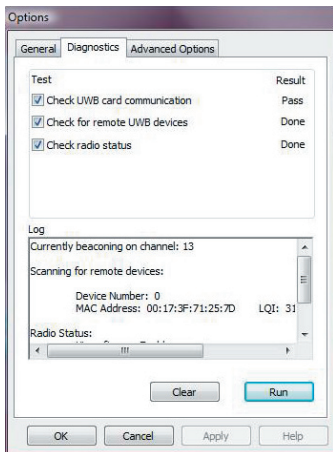 Options
General Diagnostics Advanced Options
Test Result
Check UWB card communication Pass
Check for remote UWB devices Done
Check radio status Done
Log
Currently beaconing on channel: 13
Scanning for remote devices:
Device Number: 0
MAC Address: 00:17:3F:71:25:7D LQI: 31
Radio Status:
Clear Run
OK Cancel Apply Help